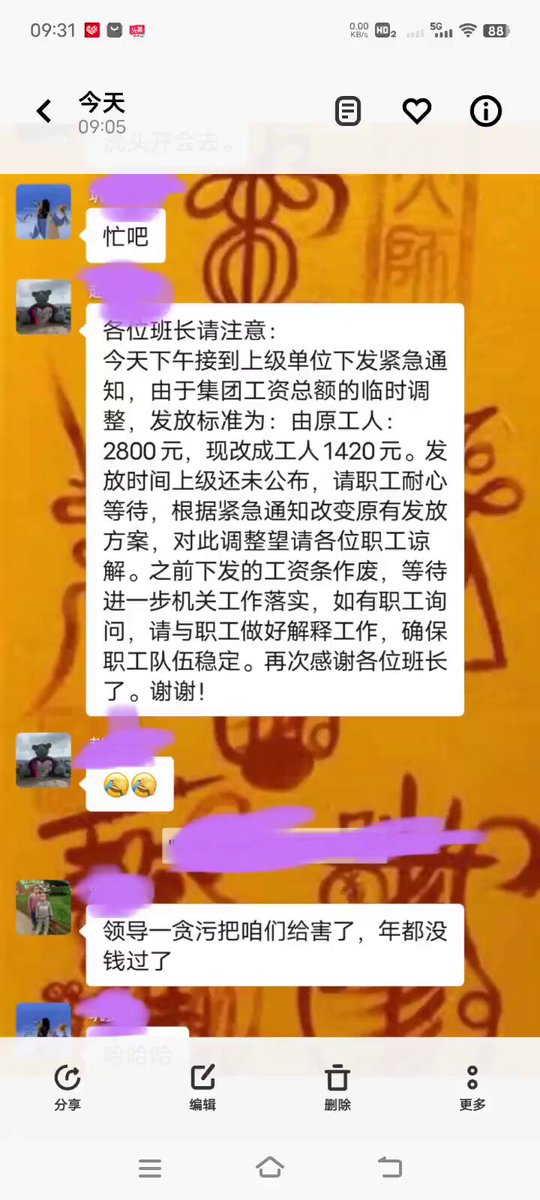 09:31
0.00
KB/s
HD2
5G
88
今天
09:05
忙吧
各位班长请注意：
今天下午接到上级单位下发紧急通
知，由于集团工资总额的临时调
整，发放标准为：由原工人：
2800元，现改成工人1420元。发
放时间上级还未公布，请职工耐心
等待，根据紧急通知改变原有发放
方案，对此调整望请各位职工谅
解。之前下发的工资条作废，等待
进一步机关工作落实，如有职工询
问，请与职工做好解释工作，确保
职工队伍稳定。再次感谢各位班长
了。谢谢！
领导一贪污把咱们给害了，年都没
钱过了
哈哈哈
分享
编辑
删除
更多